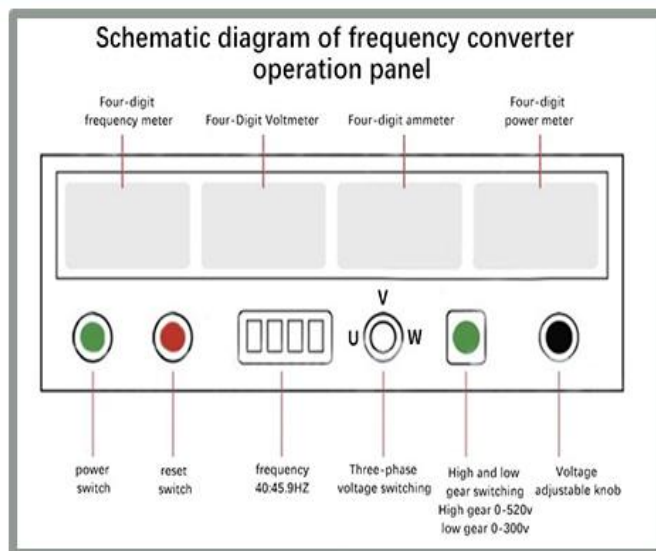 Schematic diagram of frequency converter
operation panel
Four-digit
frequency meter
Four-Digit Voltmeter
Four-digit ammeter
Four-digit
power meter
V
U
W
power
switch
reset
switch
frequency
40:45.9HZ
Three-phase
voltage switching
High and low
gear switching
High gear 0-520v
low gear 0-300v
Voltage
adjustable knob